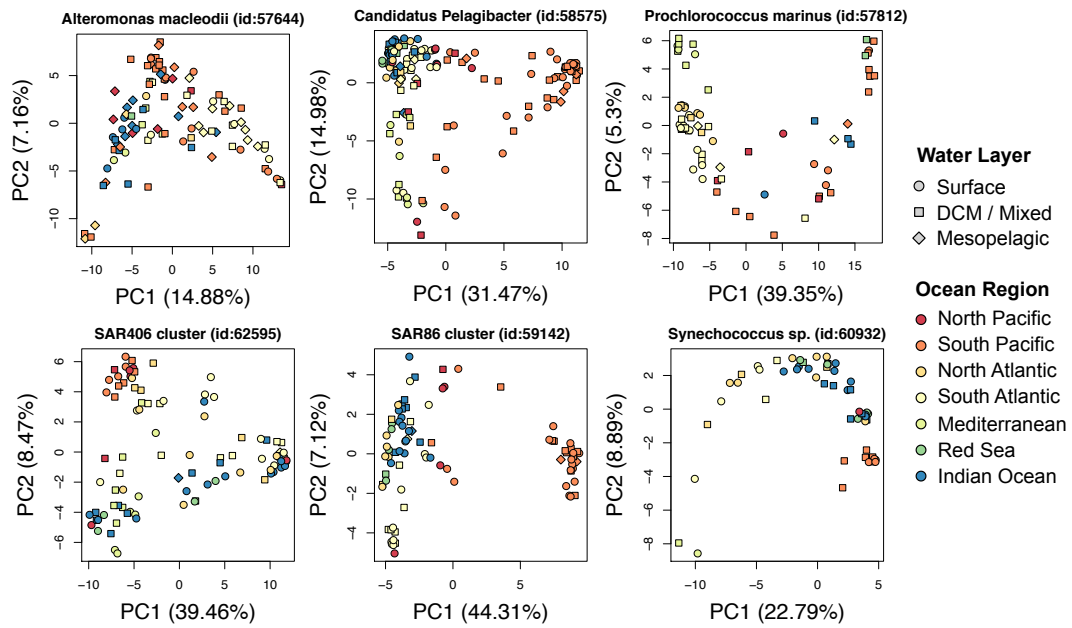 Alteromonas macleodii (id:57644)
Candidatus Pelagibacter (id:58575)
Prochlorococcus marinus (id:57812)
PC2 (7.16%)
5
0
−5
−10
−10
−5
0
5
10
PC1 (14.88%)
PC2 (14.98%)
0
−5
−10
−5
0
5
10
PC1 (31.47%)
PC2 (5.3%)
6
4
2
0
−2
−4
−6
−8
−10
−5
0
5
10
15
PC1 (39.35%)
SAR406 cluster (id:62595)
SAR86 cluster (id:59142)
Synechococcus sp. (id:60932)
PC2 (8.47%)
6
4
2
0
−2
−4
−6
−10
−5
0
5
10
PC1 (39.46%)
PC2 (7.12%)
4
2
0
−2
−4
−5
0
5
PC1 (44.31%)
PC2 (8.89%)
2
0
−2
−4
−6
−8
−10
−5
0
5
PC1 (22.79%)
Water Layer
Surface
DCM / Mixed
Mesopelagic
Ocean Region
North Pacific
South Pacific
North Atlantic
South Atlantic
Mediterranean
Red Sea
Indian Ocean